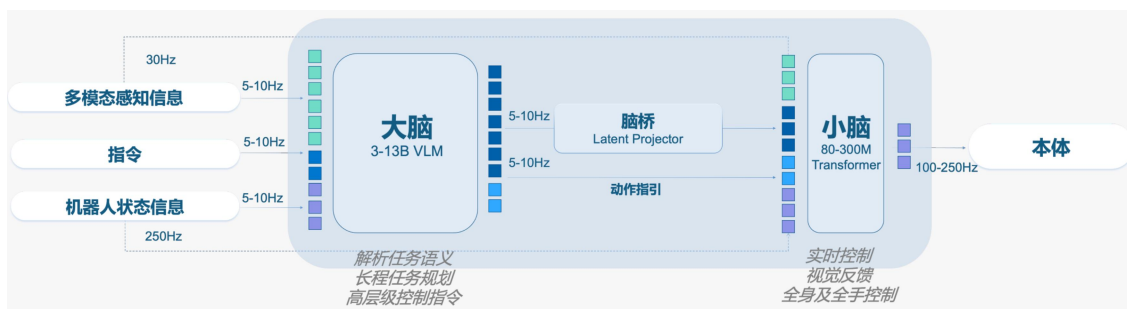 30Hz
多模态感知信息
5-10Hz
指令
5-10Hz
机器人状态信息
5-10Hz
250Hz
大脑
3-13B VLM
解析任务语义
长程任务规划
高层级控制指令
5-10Hz
脑桥
Latent Projector
5-10Hz
动作指引
小脑
80-300M
Transformer
实时控制
视觉反馈
全身及全手控制
100-250Hz
本体